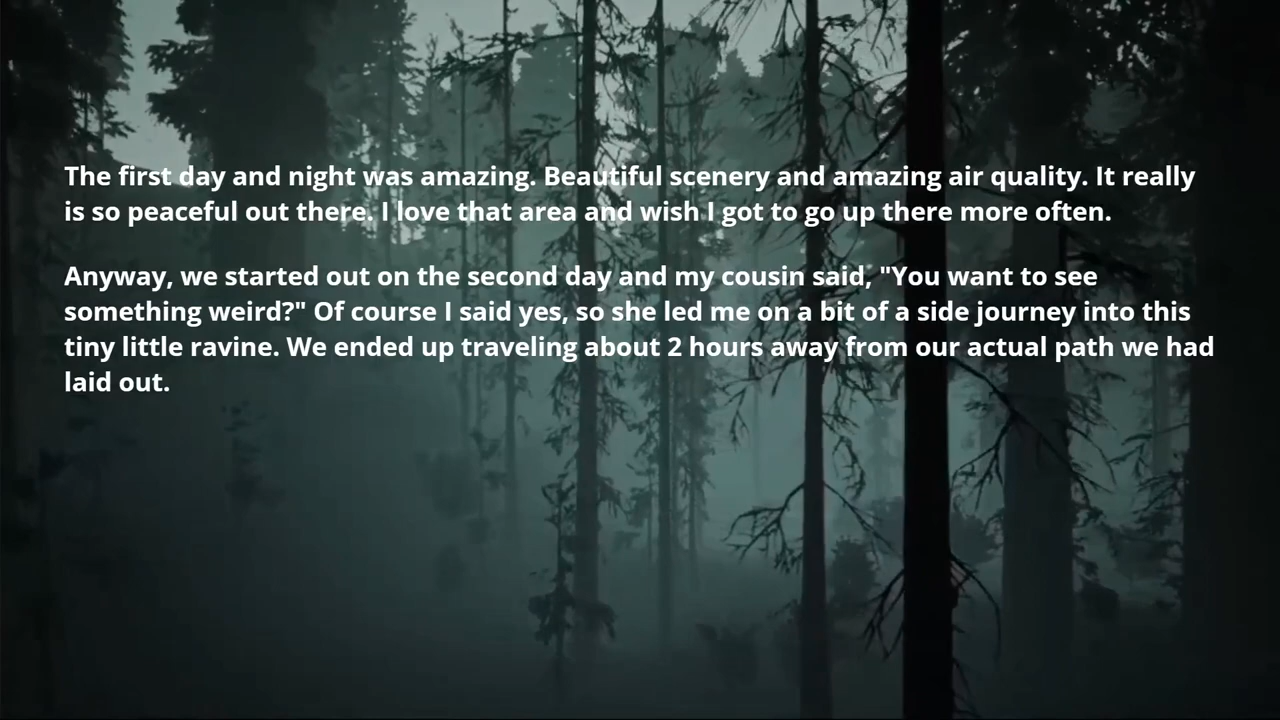 The first day and night was amazing. Beautiful scenery and amazing air quality. It really
is so peaceful out there. I love that area and wish I got to go up there more often.
Anyway, we started out on the second day and my cousin said, "You want to see
something weird?" Of course I said yes, so she led me on a bit of a side journey into this
tiny little ravine. We ended up traveling about 2 hours away from our actual path we had
laid out.